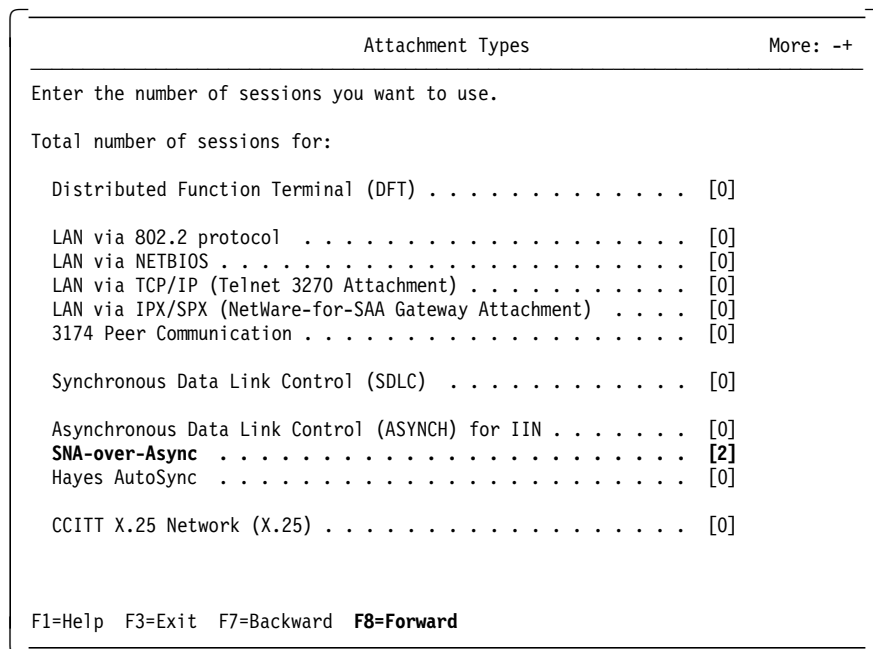 Attachment Types More: -+
Enter the number of sessions you want to use.
Total number of sessions for:
Distributed Function Terminal (DFT) . . . . . . . . . . . . . . [0]
LAN via 802.2 protocol . . . . . . . . . . . . . . . . . . . . [0]
LAN via NETBIOS . . . . . . . . . . . . . . . . . . . . . . . . [0]
LAN via TCP/IP (Telnet 3270 Attachment) . . . . . . . . . . . . [0]
LAN via IPX/SPX (NetWare-for-SAA Gateway Attachment) . . . . [0]
3174 Peer Communication . . . . . . . . . . . . . . . . . . . . [0]
Synchronous Data Link Control (SDLC) . . . . . . . . . . . . . [0]
Asynchronous Data Link Control (ASYNCH) for IIN . . . . . . . [0]
SNA-over-Async . . . . . . . . . . . . . . . . . . . . . . . . [2]
Hayes AutoSync . . . . . . . . . . . . . . . . . . . . . . . . [0]
CCITT X.25 Network (X.25) . . . . . . . . . . . . . . . . . . . [0]
F1=Help F3=Exit F7=Backward F8=Forward